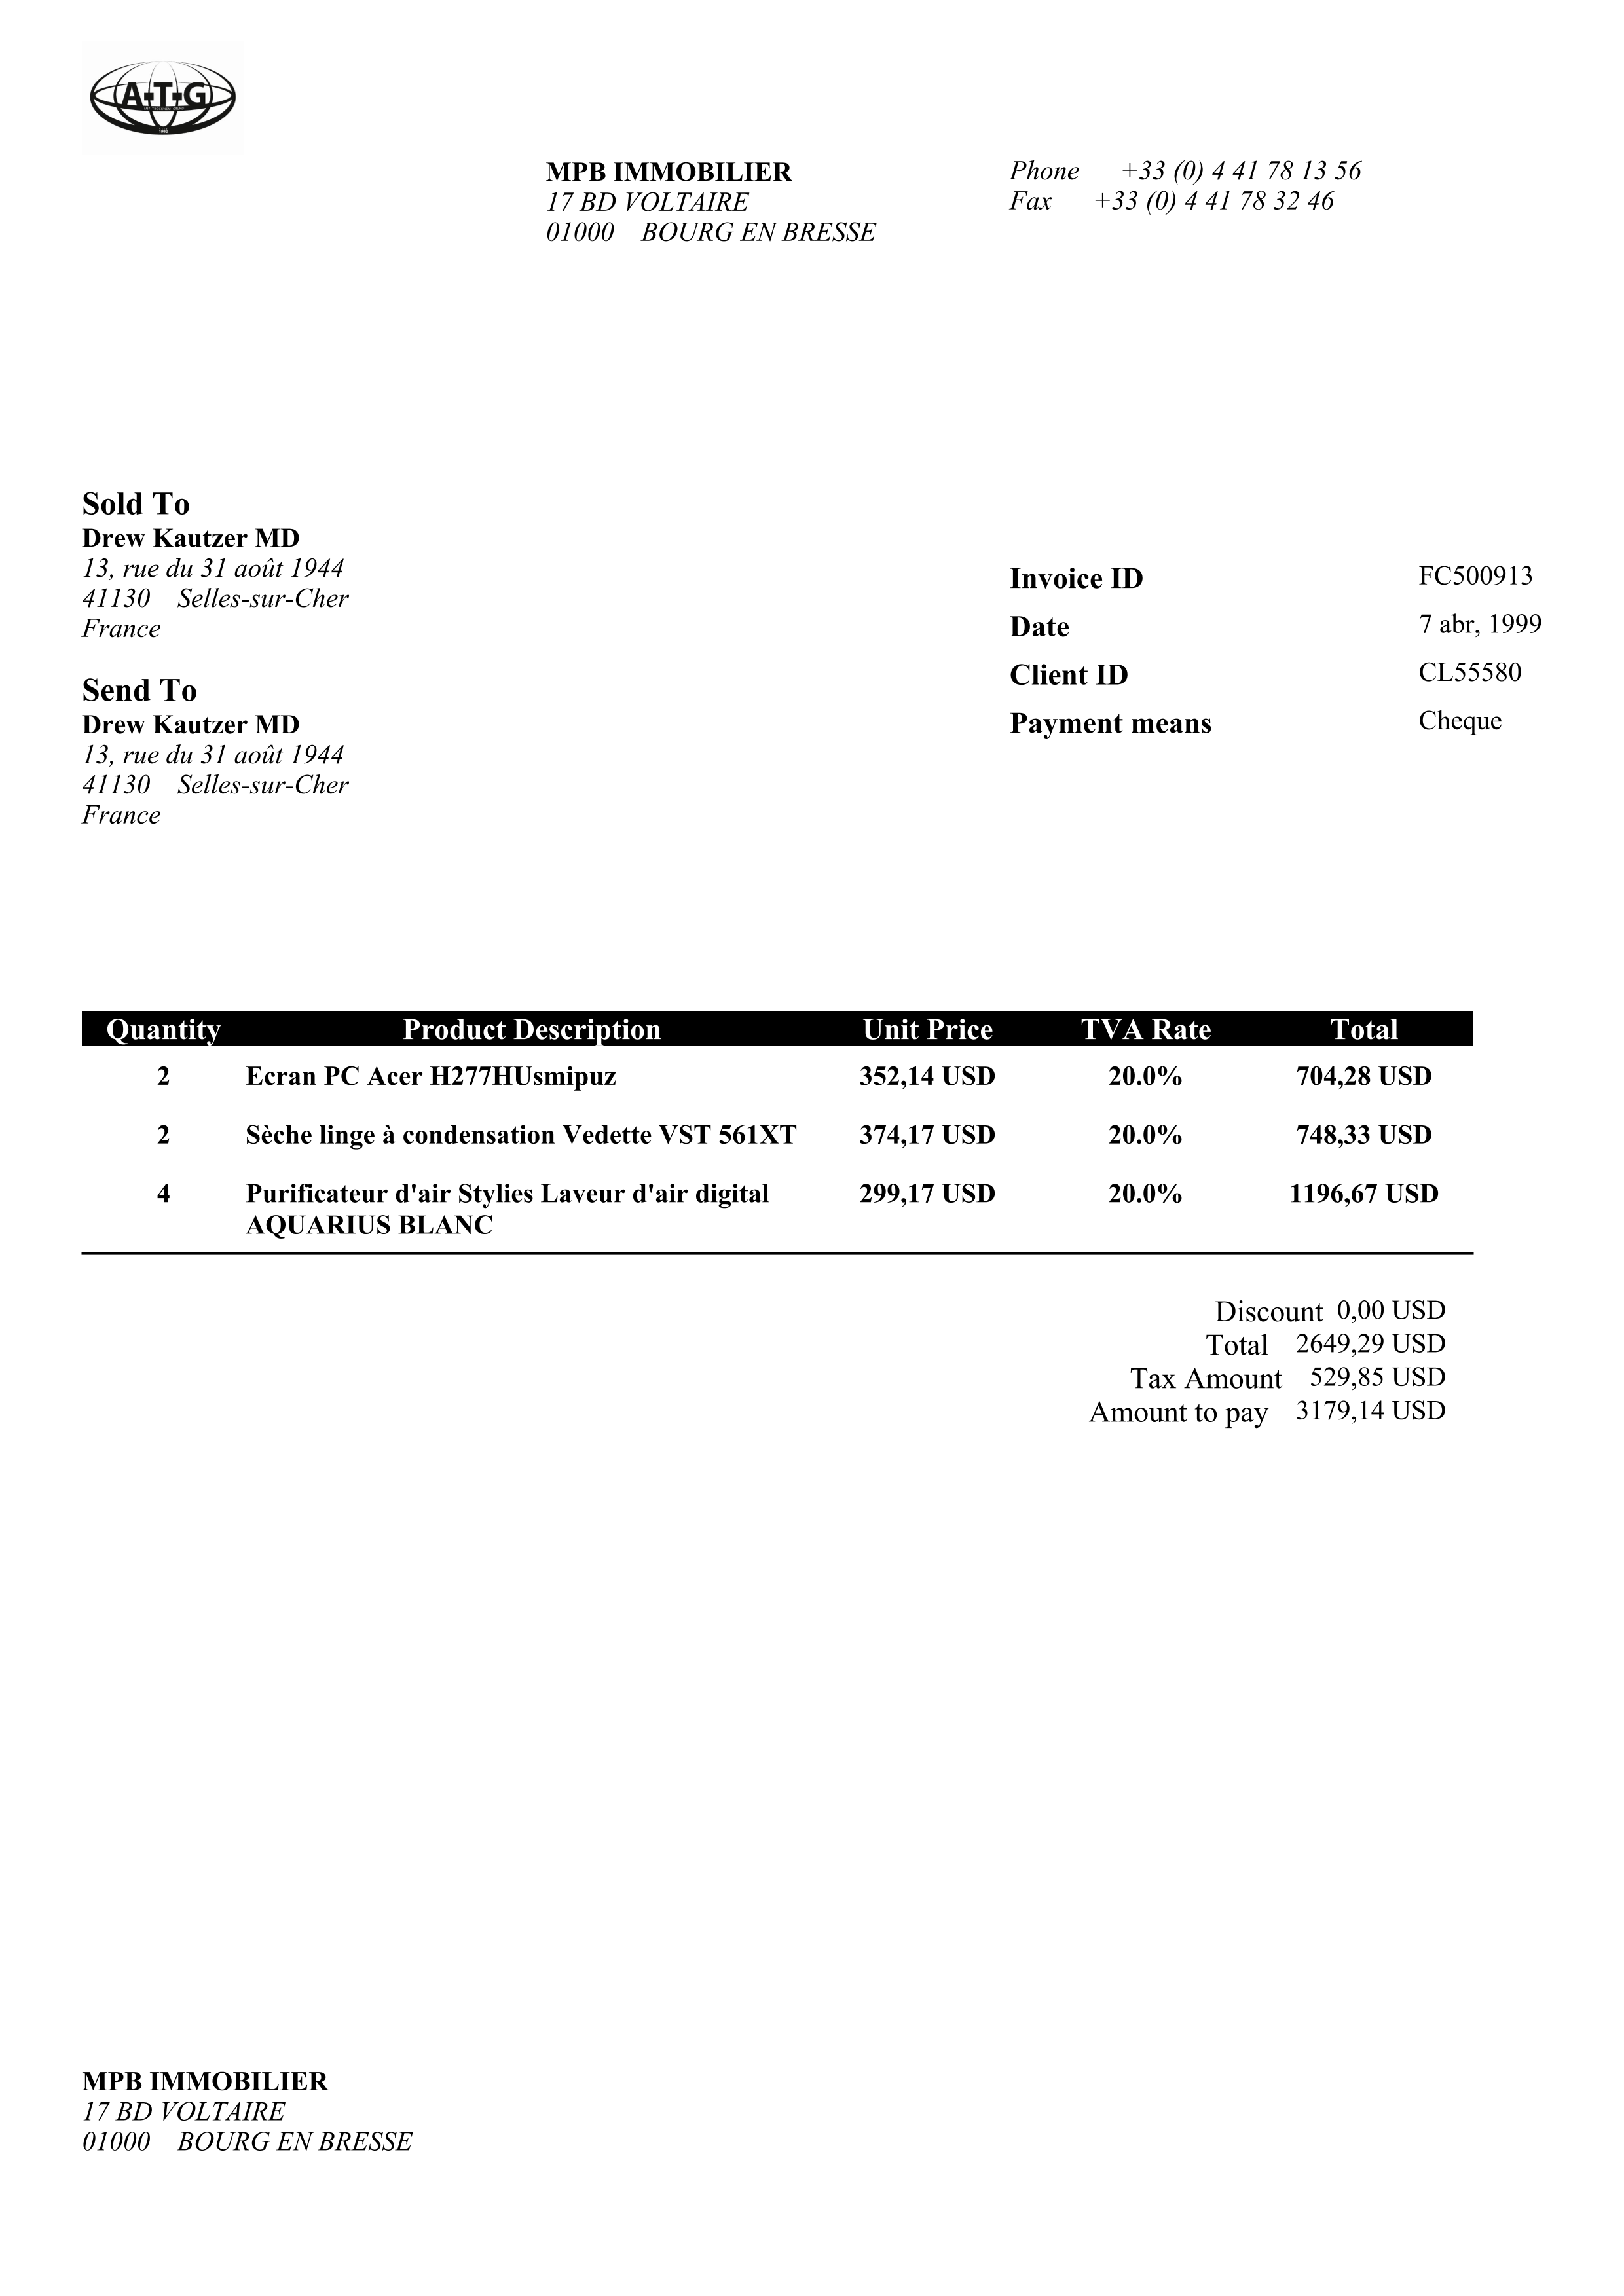 A-T-G
MPB IMMOBILIER
17 BD VOLTAIRE
01000 BOURG EN BRESSE
Phone +33 (0) 4 41 78 13 56
Fax +33 (0) 4 41 78 32 46
Sold To
Drew Kautzer MD
13, rue du 31 août 1944
41130 Selles-sur-Cher
France
Send To
Drew Kautzer MD
13, rue du 31 août 1944
41130 Selles-sur-Cher
France
Invoice ID FC500913
Date 7 abr, 1999
Client ID CL55580
Payment means Cheque
Quantity Product Description Unit Price TVA Rate Total
2 Ecran PC Acer H277HUsmipuz 352,14 USD 20.0% 704,28 USD
2 Sèche linge à condensation Vedette VST 561XT 374,17 USD 20.0% 748,33 USD
4 Purificateur d'air Stylies Laveur d'air digital 299,17 USD 20.0% 1196,67 USD
AQUARIUS BLANC
Discount 0,00 USD
Total 2649,29 USD
Tax Amount 529,85 USD
Amount to pay 3179,14 USD
MPB IMMOBILIER
17 BD VOLTAIRE
01000 BOURG EN BRESSE